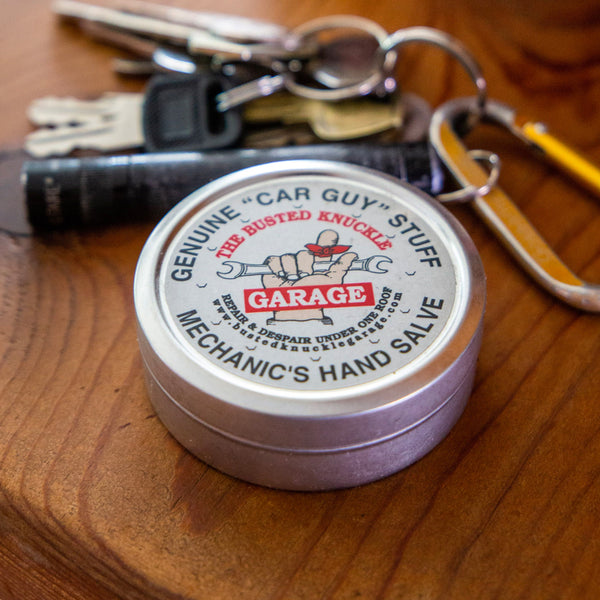 GENUINE "CAR GUY" STUFF
THE BUSTED KNUCKLE
GARAGE
REPAIR & DESPAIR UNDER ONE ROOF
www.bustedknucklegarage.com
MECHANIC'S HAND SALVE